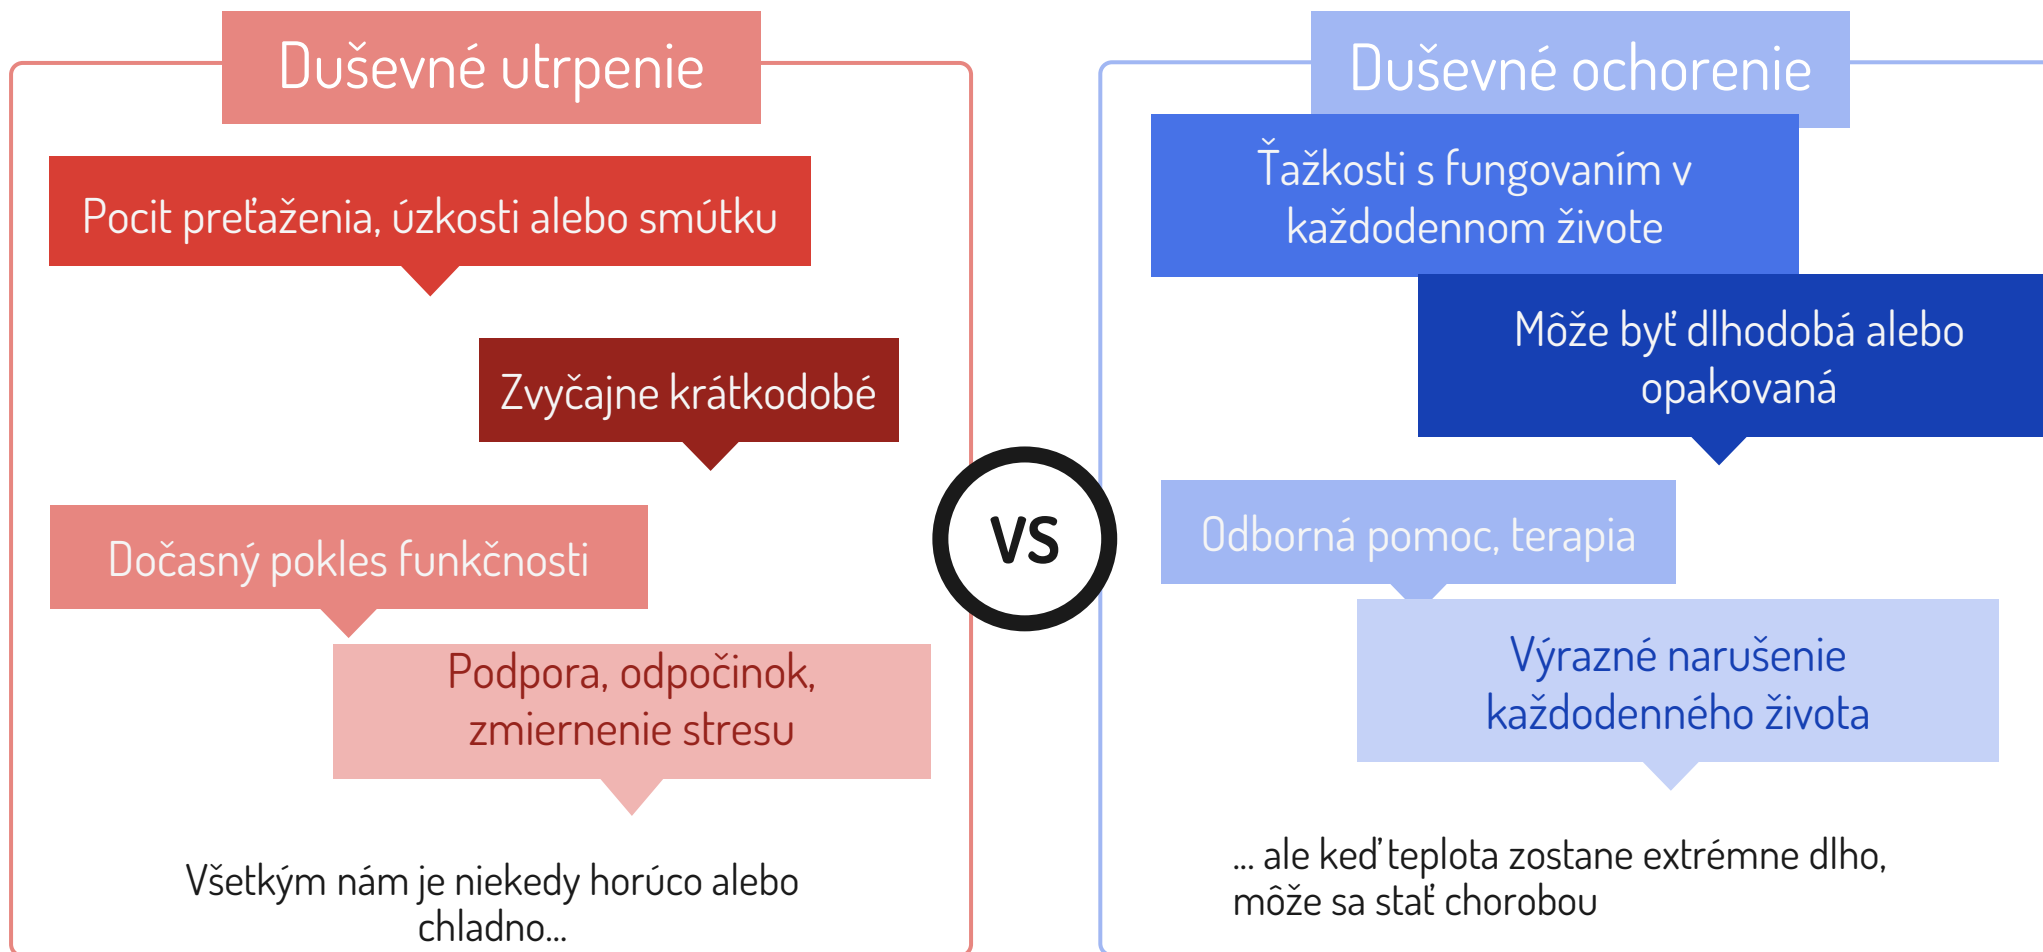 Duševné utrpenie
Pocit preťaženia, úzkosti alebo smútku
Zvyčajne krátkodobé
Dočasný pokles funkčnosti
Podpora, odpočinok,
zmiernenie stresu
Všetkým nám je niekedy horúco alebo
chladno...
VS
Duševné ochorenie
Ťažkosti s fungovaním v
každodennom živote
Môže byť dlhodobá alebo
opakovaná
Odborná pomoc, terapia
Výrazné narušenie
každodenného života
... ale keď teplota zostane extrémne dlho,
môže sa stať chorobou